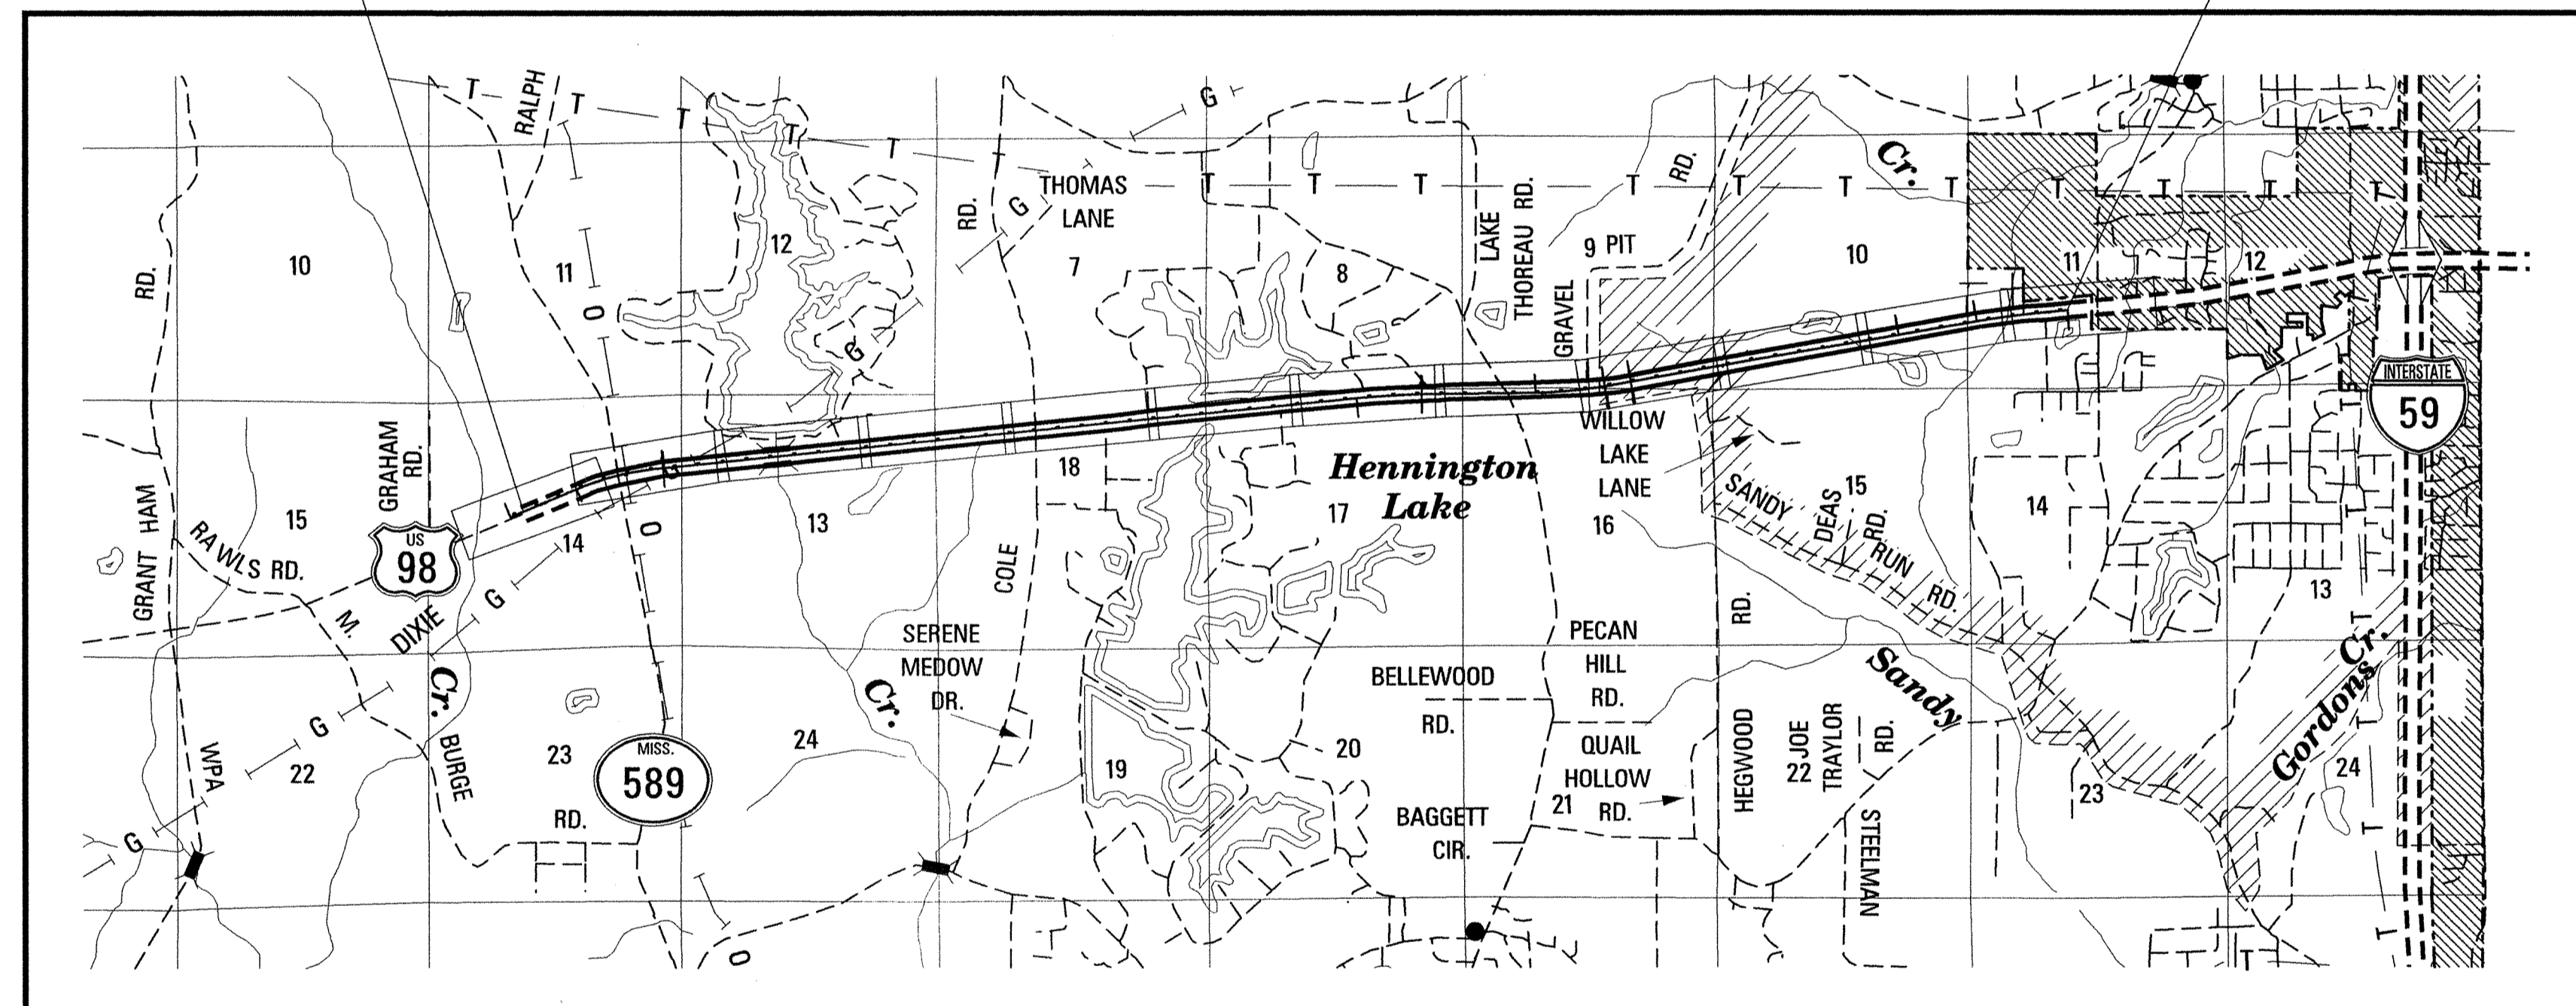 RALPH
T T T T T T
G
RD.
THOMAS
LANE
T T T T T T T T T T T
Cr.
RD.
LAKE
THOREAU RD.
G
RD.
10
11
12
7
8
9 PIT
10
11
12
GRAVEL
O
G
INTERSTATE
59
GRAHAM
RD.
G
WILLOW
LAKE
LANE
18
Hennington
Lake
GRANT HAM
15
RAWLS RD.
US
98
14
O
13
17
16
SANDY
DEAS
RD.
15
RUN
RD.
14
13
COLE
G
M.
DIXIE
SERENE
MEDOW
DR.
PECAN
HILL
RD.
RD.
BELLEWOOD
RD.
Cr.
Cr.
Sandy
Gordons Cr.
T
G
WPA
22
BURGE
23
MISS.
589
24
19
20
QUAIL
HOLLOW
RD.
21
HEGWOOD
22
JOE
TRAYLOR
RD.
23
24
RD.
BAGGETT
CIR.
STEELMAN
G
O
T
T
T
T